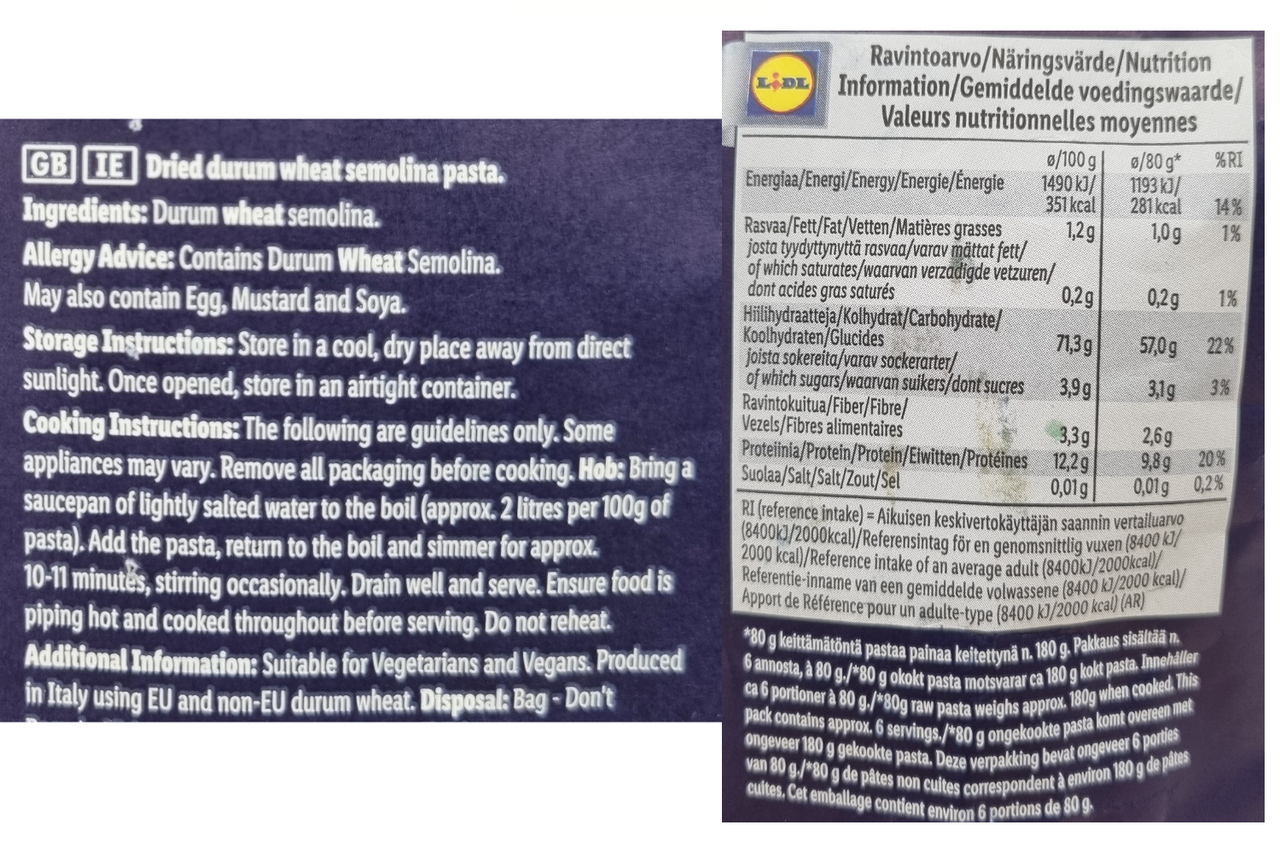 GB IE Dried durum wheat semolina pasta.
Ingredients: Durum wheat semolina.
Allergy Advice: Contains Durum Wheat Semolina.
May also contain Egg, Mustard and Soya.
Storage Instructions: Store in a cool, dry place away from direct
sunlight. Once opened, store in an airtight container.
Cooking Instructions: The following are guidelines only. Some
appliances may vary. Remove all packaging before cooking. Hob: Bring a
saucepan of lightly salted water to the boil (approx. 2 litres per 100g of
pasta). Add the pasta, return to the boil and simmer for approx.
10-11 minutes, stirring occasionally. Drain well and serve. Ensure food is
piping hot and cooked throughout before serving. Do not reheat.
Additional Information: Suitable for Vegetarians and Vegans. Produced
in Italy using EU and non-EU durum wheat. Disposal: Bag - Don't
LIDL
Ravintoarvo/Näringsvärde/Nutrition
Information/Gemiddelde voedingswaarde/
Valeurs nutritionnelles moyennes
ø/100 g ø/80 g* %RI
Energiaa/Energi/Energy/Energie/Énergie 1490 kJ/ 1193 kJ/
351 kcal 281 kcal 14%
Rasvaa/Fett/Fat/Vetten/Matières grasses 1,2 g 1,0 g 1%
josta tyydyttynyttä rasvaa/varav mättat fett/
of which saturates/waarvan verzadigde vetzuren/
dont acides gras saturés 0,2 g 0,2 g 1%
Hiilihydraatteja/Kolhydrat/Carbohydrate/
Koolhydraten/Glucides 71,3 g 57,0 g 22%
joista sokereita/varav sockerarter/
of which sugars/waarvan suikers/dont sucres 3,9 g 3,1 g 3%
Ravintokuitua/Fiber/Fibre/
Vezels/Fibres alimentaires 3,3 g 2,6 g
Proteiinia/Protein/Protein/Eiwitten/Protéines 12,2 g 9,8 g 20%
Suolaa/Salt/Salt/Zout/Sel 0,01 g 0,01 g 0,2%
RI (reference intake) = Aikuisen keskivertokäyttäjän saannin vertailuarvo
(8400kJ/2000kcal)/Referensintag för en genomsnittlig vuxen (8400 kJ/
2000 kcal)/Reference intake of an average adult (8400kJ/2000kcal)/
Referentie-inname van een gemiddelde volwassene (8400 kJ/2000 kcal)/
Apport de Référence pour un adulte-type (8400 kJ/2000 kcal) (AR)
*80 g keittämätöntä pastaa painaa keitettynä n. 180 g. Pakkaus sisältää n.
6 annosta, à 80 g./*80 g okokt pasta motsvarar ca 180 g kokt pasta. Innehåller
ca 6 portioner à 80 g./*80g raw pasta weighs approx. 180g when cooked. This
pack contains approx. 6 servings./*80 g ongekookte pasta komt overeen met
ongeveer 180 g gekookte pasta. Deze verpakking bevat ongeveer 6 porties
van 80 g./*80 g de pâtes non cuites correspondent à environ 180 g de pâtes
cuites. Cet emballage contient environ 6 portions de 80 g.